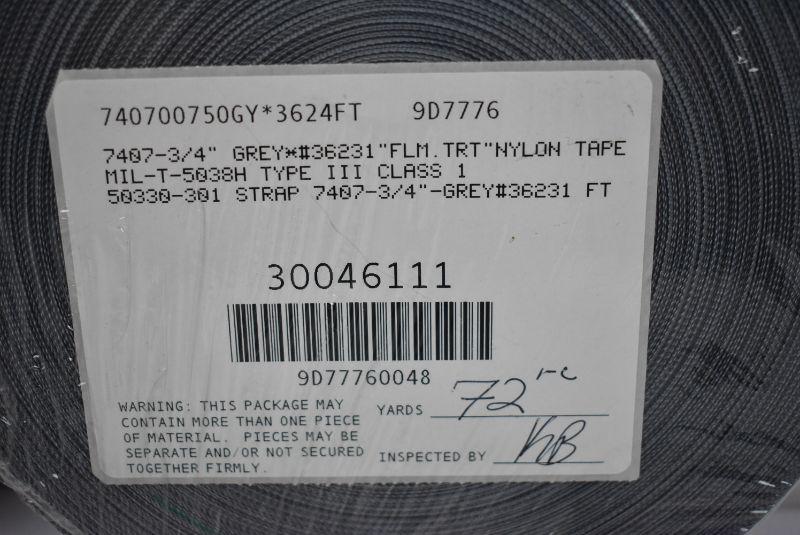 740700750GY*3624FT 9D7776
7407-3/4" GREY*#36231"FLM.TRT"NYLON TAPE
MIL-T-5038H TYPE III CLASS 1
50330-301 STRAP 7407-3/4"-GREY#36231 FT
30046111
9D77760048
WARNING: THIS PACKAGE MAY
CONTAIN MORE THAN ONE PIECE
OF MATERIAL. PIECES MAY BE
SEPARATE AND/OR NOT SECURED
TOGETHER FIRMLY.
YARDS 72
INSPECTED BY KB